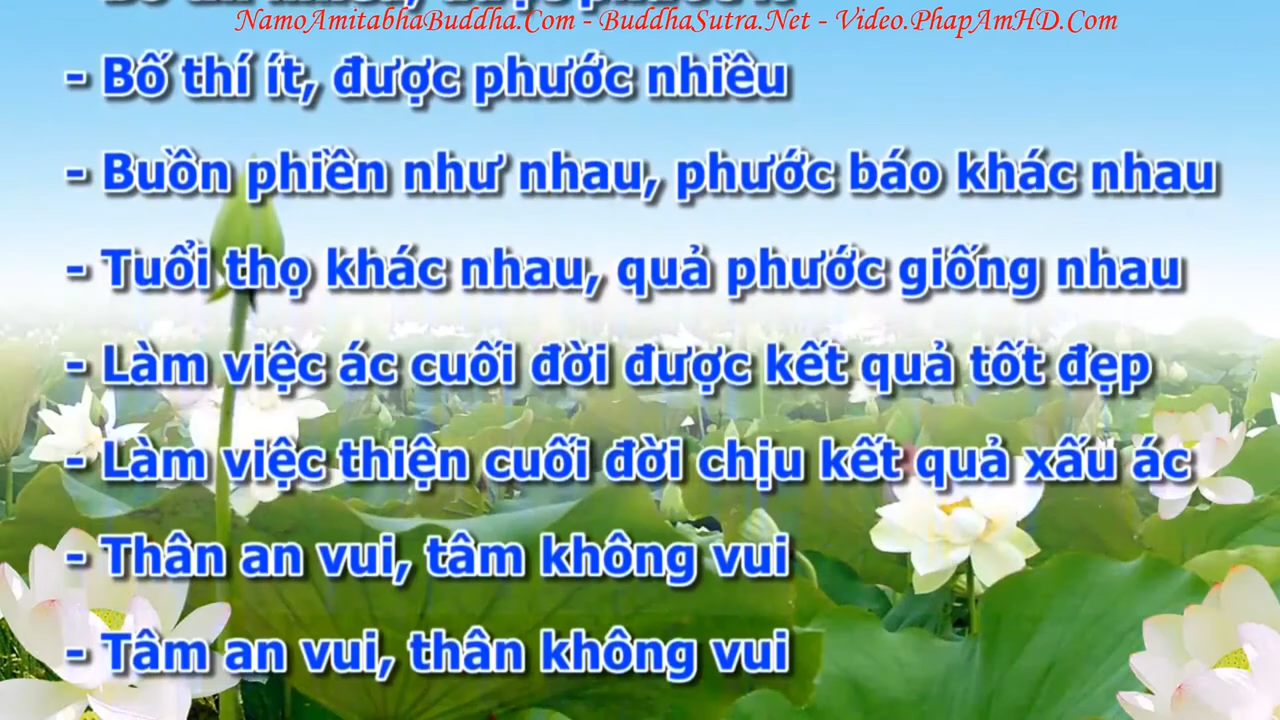 NamoAmitabhaBuddha.Com - BuddhaSutra.Net - Video.PhapAmHD.Com
- Bố thí ít, được phước nhiều
- Buồn phiền như nhau, phước báo khác nhau
- Tuổi thọ khác nhau, quả phước giống nhau
- Làm việc ác cuối đời được kết quả tốt đẹp
- Làm việc thiện cuối đời chịu kết quả xấu ác
- Thân an vui, tâm không vui
- Tâm an vui, thân không vui